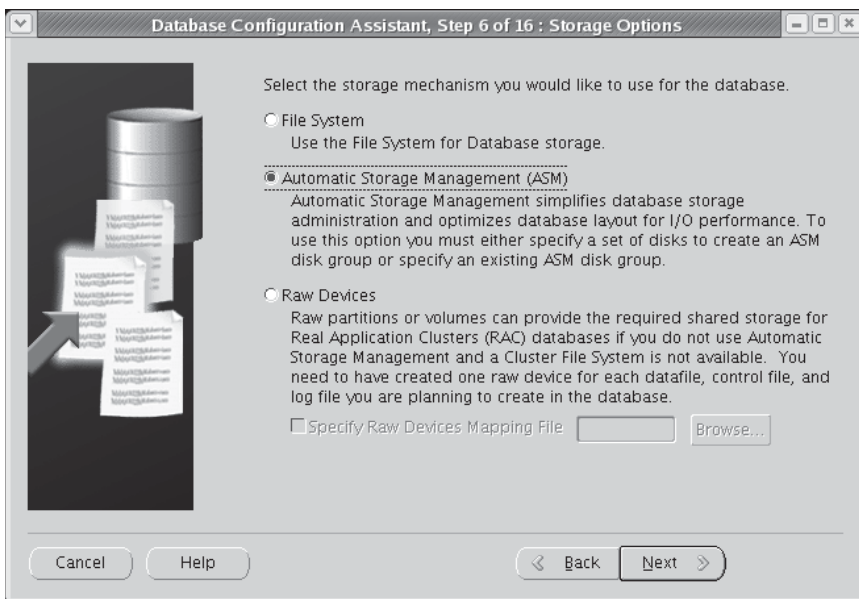 Database Configuration Assistant, Step 6 of 16 : Storage Options
Select the storage mechanism you would like to use for the database.
File System
Use the File System for Database storage.
Automatic Storage Management (ASM)
Automatic Storage Management simplifies database storage
administration and optimizes database layout for I/O performance. To
use this option you must either specify a set of disks to create an ASM
disk group or specify an existing ASM disk group.
Raw Devices
Raw partitions or volumes can provide the required shared storage for
Real Application Clusters (RAC) databases if you do not use Automatic
Storage Management and a Cluster File System is not available. You
need to have created one raw device for each datafile, control file, and
log file you are planning to create in the database.
Specify Raw Devices Mapping File Browse...
Cancel Help Back Next